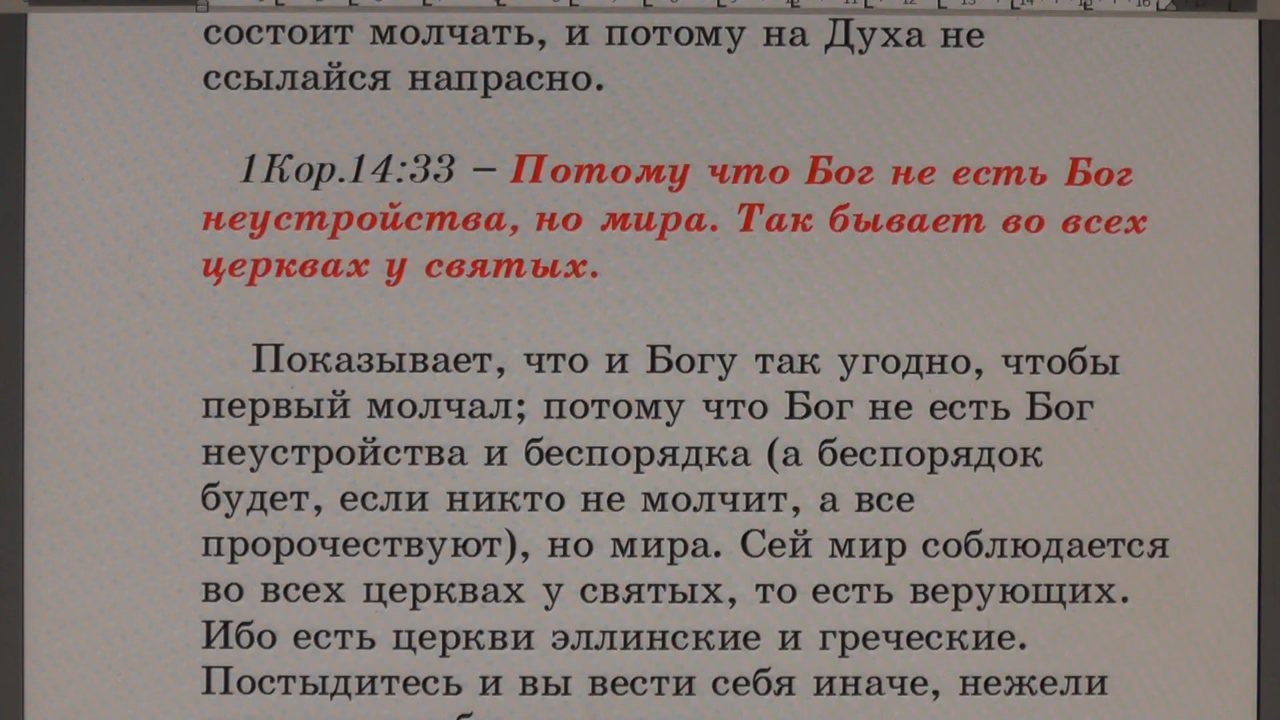 состоит молчать, и потому на Духа не
ссылайся напрасно.
1Кор.14:33 – Потому что Бог не есть Бог
неустройства, но мира. Так бывает во всех
церквах у святых.
Показывает, что и Богу так угодно, чтобы
первый молчал; потому что Бог не есть Бог
неустройства и беспорядка (а беспорядок
будет, если никто не молчит, а все
пророчествуют), но мира. Сей мир соблюдается
во всех церквах у святых, то есть верующих.
Ибо есть церкви эллинские и греческие.
Постыдитесь и вы вести себя иначе, нежели